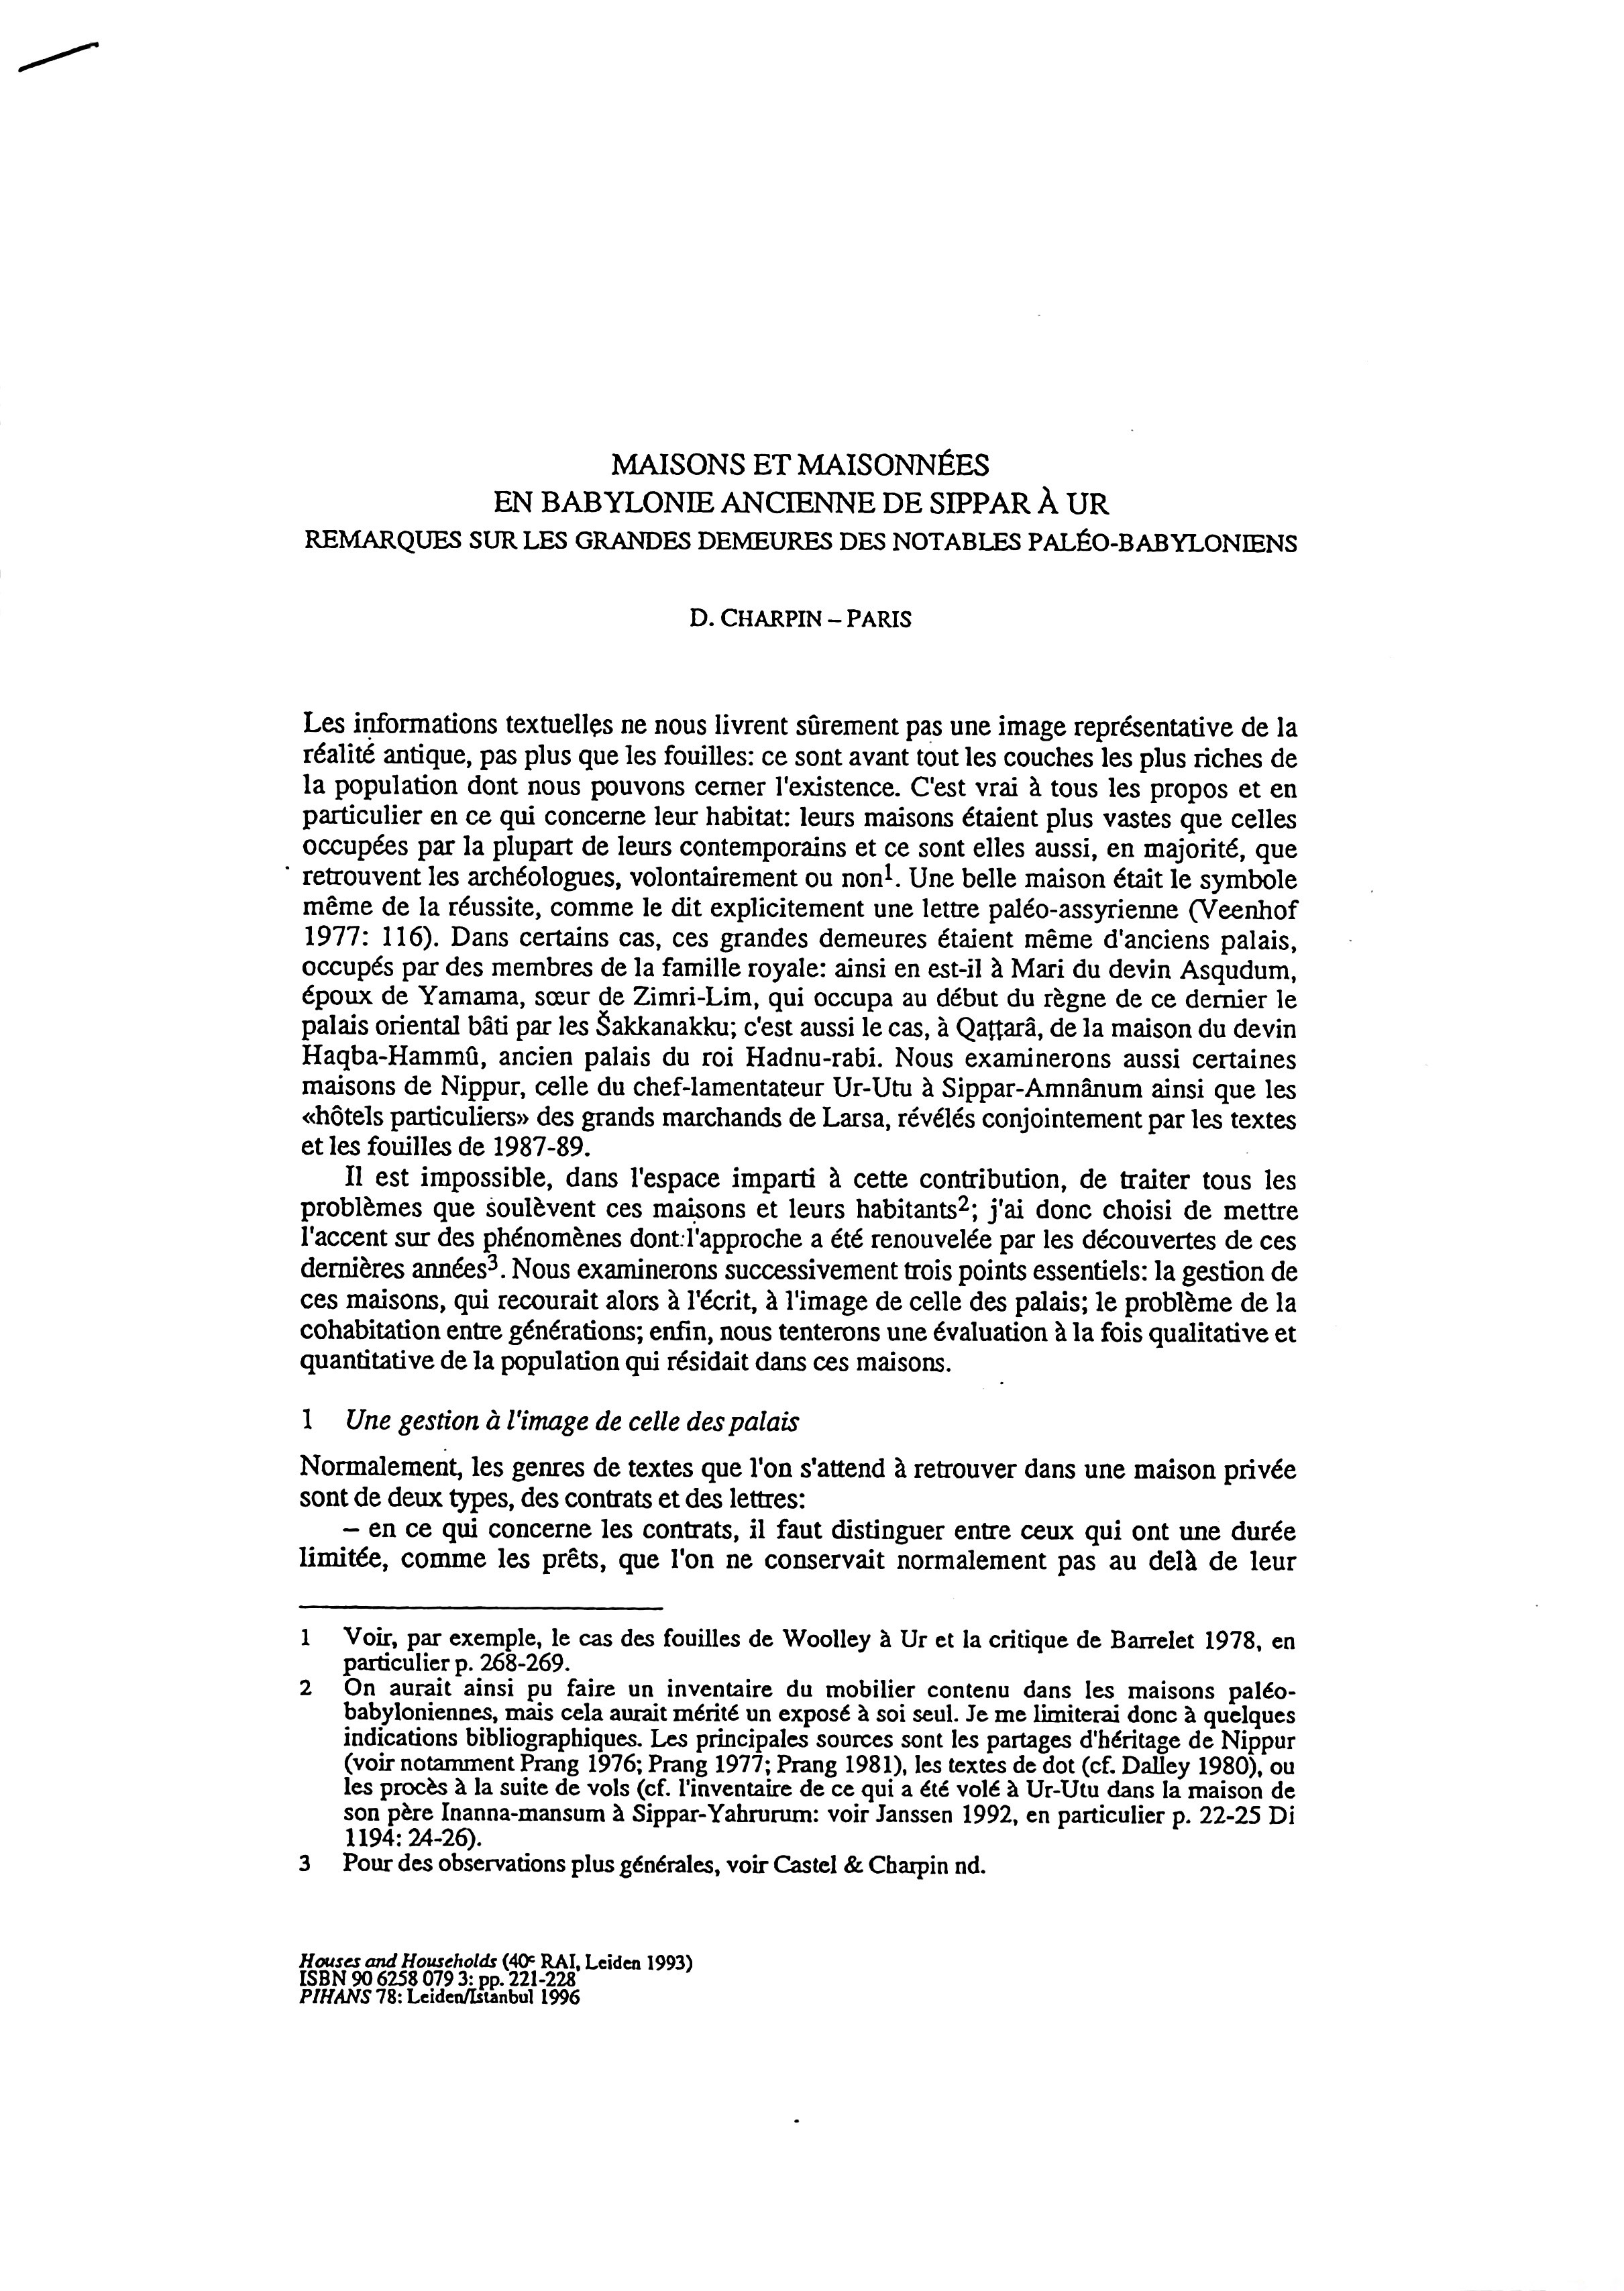 MAISONS ET MAISONNÉES
EN BABYLONIE ANCIENNE DE SIPPAR À UR
REMARQUES SUR LES GRANDES DEMEURES DES NOTABLES PALÉO-BABYLONIENS
D. CHARPIN – PARIS
Les informations textuelles ne nous livrent sûrement pas une image représentative de la
réalité antique, pas plus que les fouilles: ce sont avant tout les couches les plus riches de
la population dont nous pouvons cerner l'existence. C'est vrai à tous les propos et en
particulier en ce qui concerne leur habitat: leurs maisons étaient plus vastes que celles
occupées par la plupart de leurs contemporains et ce sont elles aussi, en majorité, que
retrouvent les archéologues, volontairement ou non1. Une belle maison était le symbole
même de la réussite, comme le dit explicitement une lettre paléo-assyrienne (Veenhof
1977: 116). Dans certains cas, ces grandes demeures étaient même d'anciens palais,
occupés par des membres de la famille royale: ainsi en est-il à Mari du devin Asqudum,
époux de Yamama, sœur de Zimri-Lim, qui occupa au début du règne de ce dernier le
palais oriental bâti par les Šakkanakku; c'est aussi le cas, à Qaṭṭarâ, de la maison du devin
Haqba-Hammû, ancien palais du roi Hadnu-rabi. Nous examinerons aussi certaines
maisons de Nippur, celle du chef-lamentateur Ur-Utu à Sippar-Amnânum ainsi que les
«hôtels particuliers» des grands marchands de Larsa, révélés conjointement par les textes
et les fouilles de 1987-89.
Il est impossible, dans l'espace imparti à cette contribution, de traiter tous les
problèmes que soulèvent ces maisons et leurs habitants2; j'ai donc choisi de mettre
l'accent sur des phénomènes dont l'approche a été renouvelée par les découvertes de ces
dernières années3. Nous examinerons successivement trois points essentiels: la gestion de
ces maisons, qui recourait alors à l'écrit, à l'image de celle des palais; le problème de la
cohabitation entre générations; enfin, nous tenterons une évaluation à la fois qualitative et
quantitative de la population qui résidait dans ces maisons.
1 Une gestion à l'image de celle des palais
Normalement, les genres de textes que l'on s'attend à retrouver dans une maison privée
sont de deux types, des contrats et des lettres:
– en ce qui concerne les contrats, il faut distinguer entre ceux qui ont une durée
limitée, comme les prêts, que l'on ne conservait normalement pas au delà de leur
1 Voir, par exemple, le cas des fouilles de Woolley à Ur et la critique de Barrelet 1978, en
particulier p. 268-269.
2 On aurait ainsi pu faire un inventaire du mobilier contenu dans les maisons paléo-
babyloniennes, mais cela aurait mérité un exposé à soi seul. Je me limiterai donc à quelques
indications bibliographiques. Les principales sources sont les partages d'héritage de Nippur
(voir notamment Prang 1976; Prang 1977; Prang 1981), les textes de dot (cf. Dalley 1980), ou
les procès à la suite de vols (cf. l'inventaire de ce qui a été volé à Ur-Utu dans la maison de
son père Inanna-mansum à Sippar-Yahrurum: voir Janssen 1992, en particulier p. 22-25 Di
1194: 24-26).
3 Pour des observations plus générales, voir Castel & Charpin nd.
Houses and Households (40e RAI, Leiden 1993)
ISBN 90 6258 079 3: pp. 221-228
PIHANS 78: Leiden/Istanbul 1996